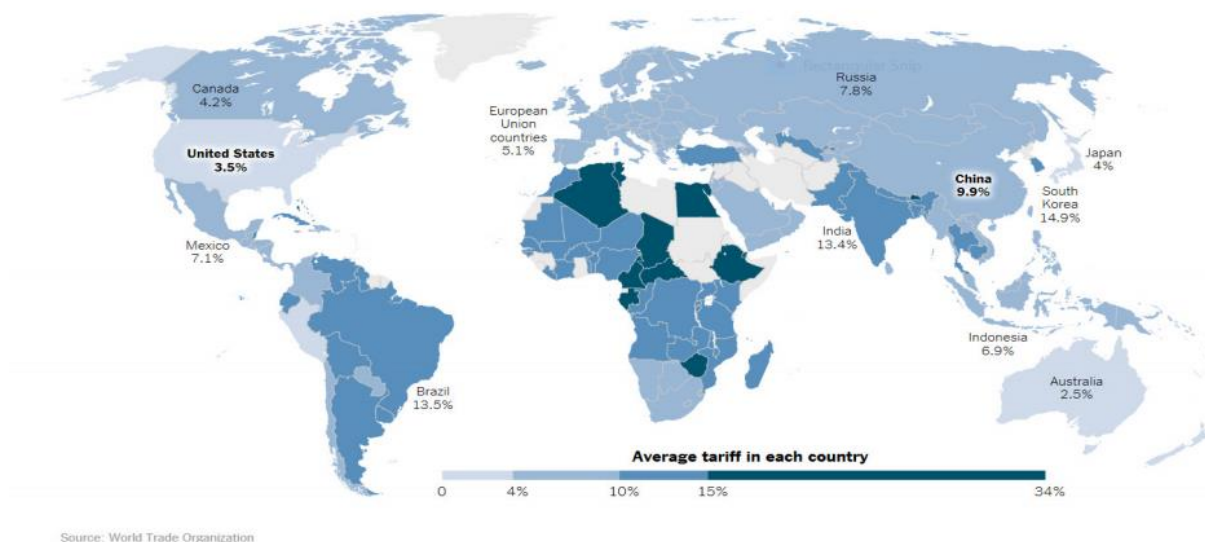 Canada
4.2%
United States
3.5%
Mexico
7.1%
Brazil
13.5%
European
Union
countries
5.1%
Rectangular Snip
Russia
7.8%
China
9.9%
Japan
4%
South
Korea
14.9%
India
13.4%
Indonesia
6.9%
Australia
2.5%
Average tariff in each country
0 4% 10% 15% 34%
Source: World Trade Organization